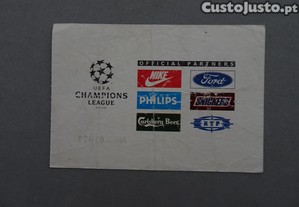 CustoJusto.pt
OFFICIAL PARTNERS
NIKE
Ford
UEFA
CHAMPIONS
LEAGUE
PHILIPS
SNICKERS
Carlsberg Beer